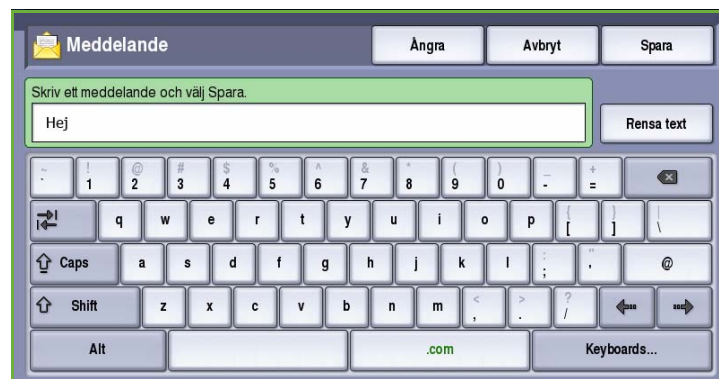 Meddelande Ångra Avbryt Spara
Skriv ett meddelande och välj Spara.
Hej Rensa text
~ ! @ # $ % ^ & * ( ) _ +
` 1 2 3 4 5 6 7 8 9 0 - =
q w e r t y u i o p { [ } ] | \
Caps a s d f g h j k l : ; " ' @
Shift z x c v b n m < , > . ? /
Alt .com Keyboards...